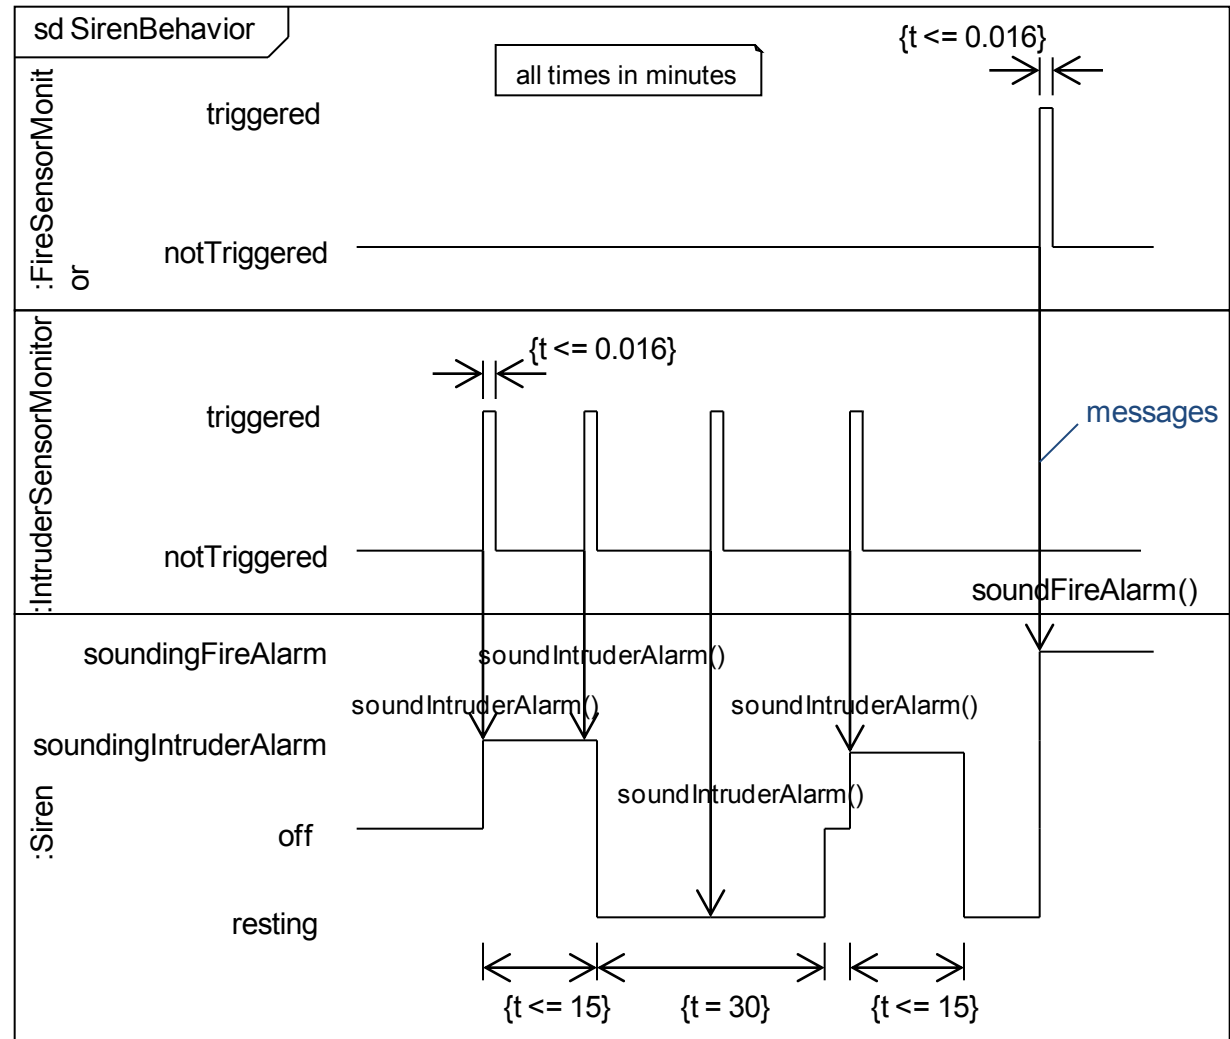 sd SirenBehavior
{t <= 0.016}
all times in minutes
:FireSensorMonit
or
triggered
notTriggered
:IntruderSensorMonitor
{t <= 0.016}
triggered
messages
notTriggered
soundFireAlarm()
:Siren
soundingFireAlarm
soundIntruderAlarm()
soundIntruderAlarm()
soundIntruderAlarm()
soundingIntruderAlarm
soundIntruderAlarm()
off
resting
{t <= 15}
{t = 30}
{t <= 15}